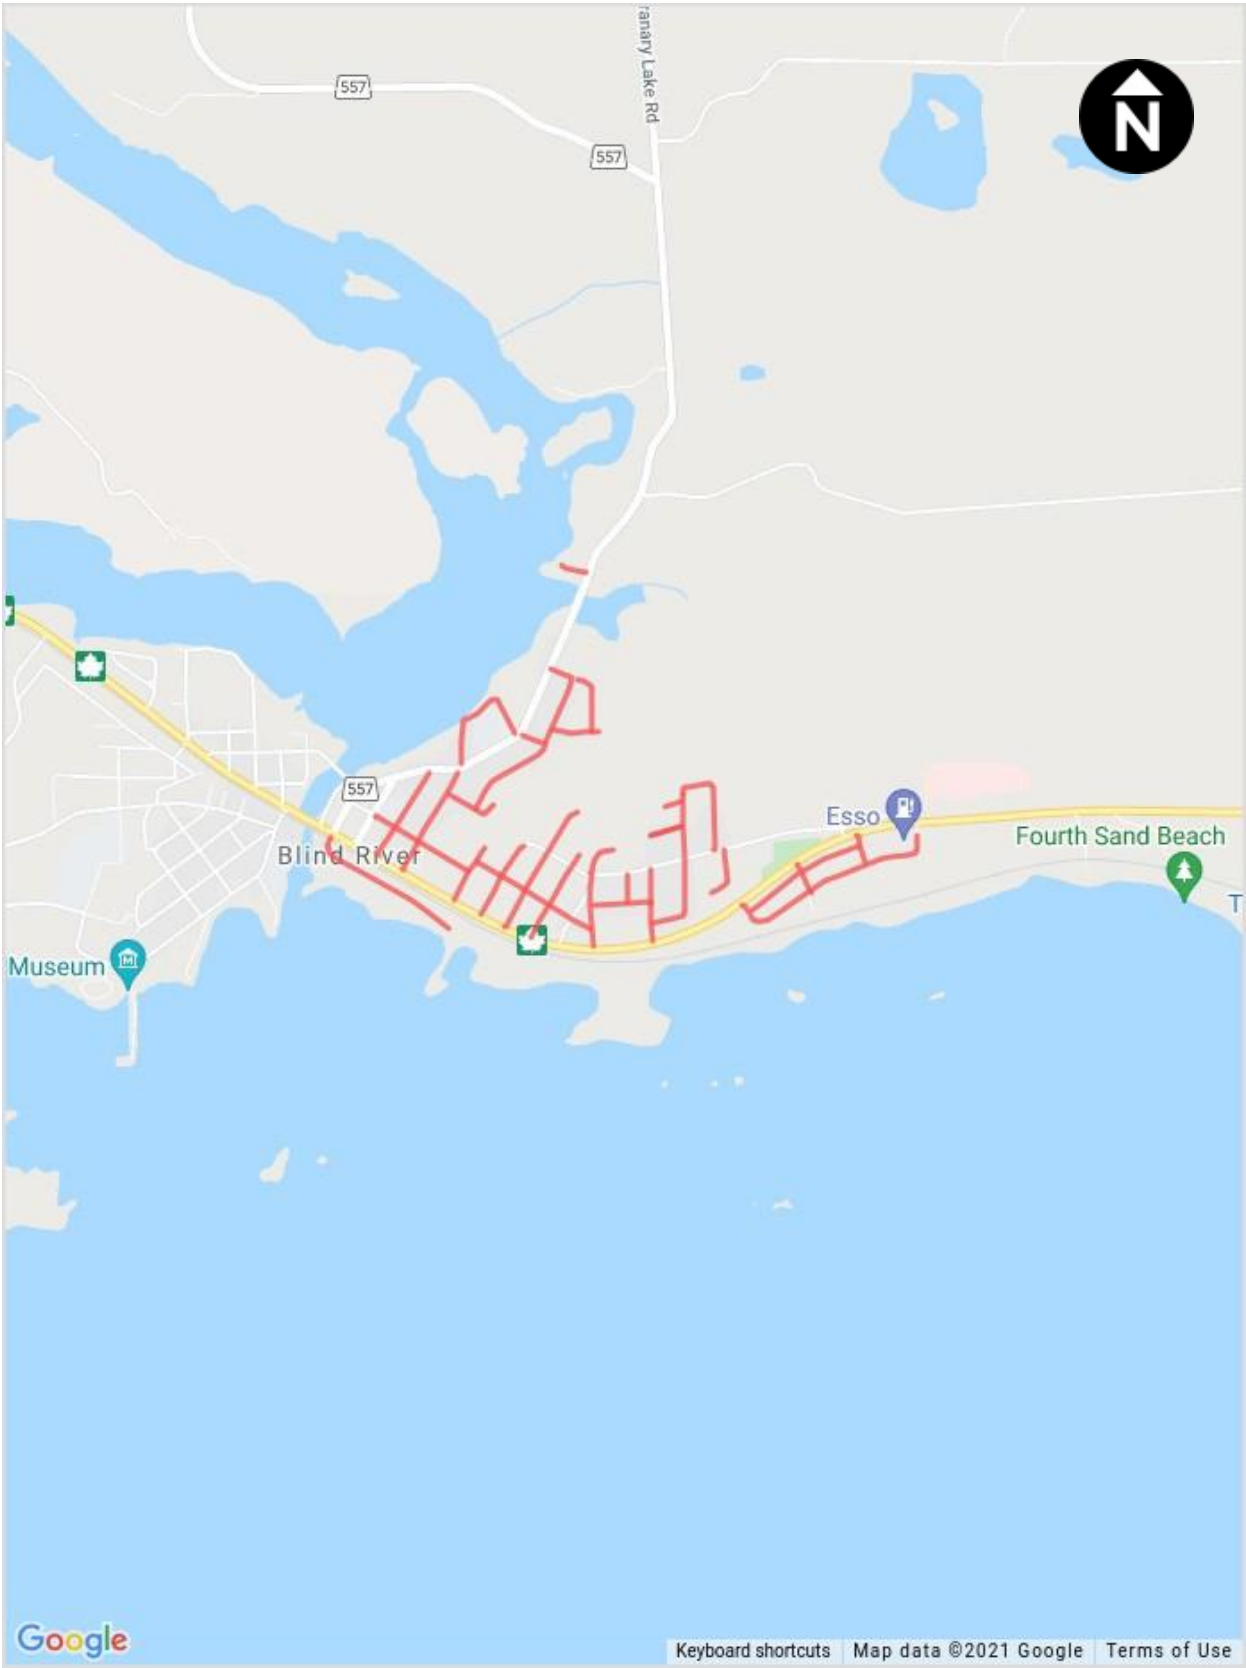 ranary Lake Rd
N
557
557
557
Esso
Fourth Sand Beach
Blind River
T
Museum
Google
Keyboard shortcuts
Map data ©2021 Google
Terms of Use